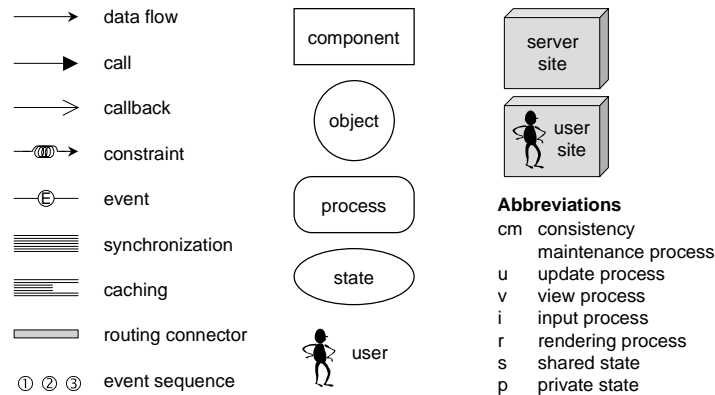 data flow
call
callback
constraint
E
event
synchronization
caching
routing connector
① ② ③ event sequence
component
object
process
state
user
server
site
user
site
Abbreviations
cm consistency
maintenance process
u update process
v view process
i input process
r rendering process
s shared state
p private state